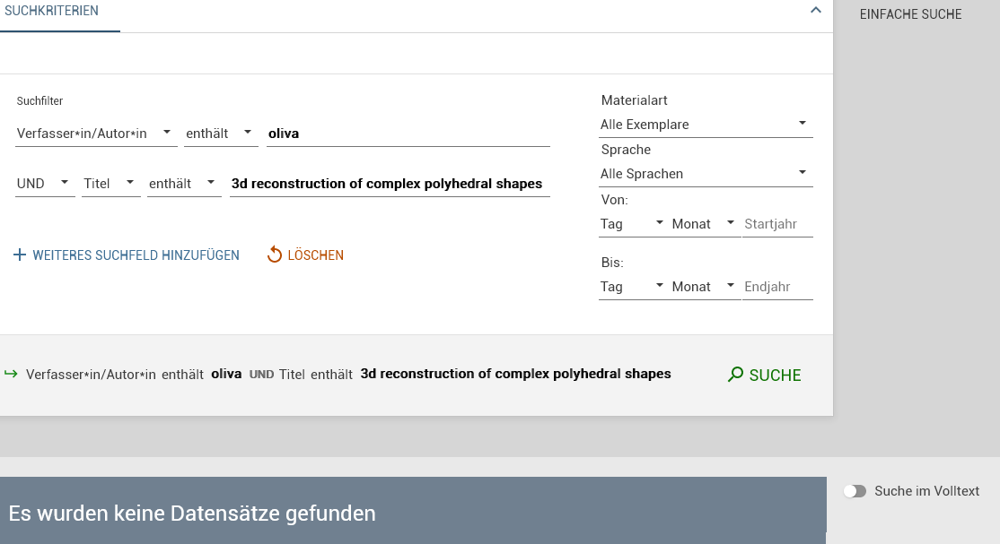 SUCHKRITERIEN
EINFACHE SUCHE
Suchfilter
Verfasser*in/Autor*in enthält oliva
UND Titel enthält 3d reconstruction of complex polyhedral shapes
WEITERES SUCHFELD HINZUFÜGEN LÖSCHEN
Materialart
Alle Exemplare
Sprache
Alle Sprachen
Von:
Tag Monat Startjahr
Bis:
Tag Monat Endjahr
Verfasser*in/Autor*in enthält oliva UND Titel enthält 3d reconstruction of complex polyhedral shapes
SUCHE
Suche im Volltext
Es wurden keine Datensätze gefunden